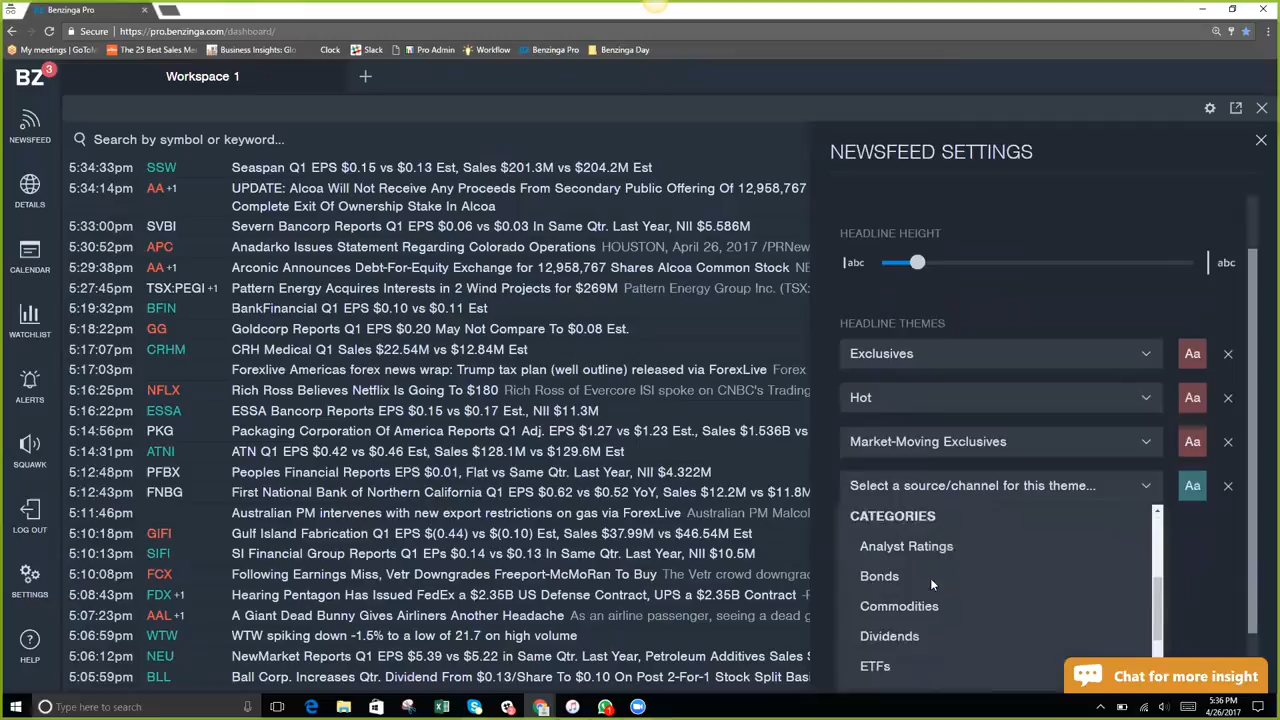 Benzinga Pro
Secure
https://pro.benzinga.com/dashboard/
My meetings | GoToM
The 25 Best Sales Me
Business Insights: Glo
Clock
Slack
Pro Admin
Workflow
Benzinga Pro
Benzinga Day
BZ
3
Workspace 1
+
NEWSFEED
DETAILS
CALENDAR
WATCHLIST
ALERTS
SQUAWK
LOG OUT
SETTINGS
HELP
Search by symbol or keyword...
5:34:33pm SSW Seaspan Q1 EPS $0.15 vs $0.13 Est, Sales $201.3M vs $204.2M Est
5:34:14pm AA +1 UPDATE: Alcoa Will Not Receive Any Proceeds From Secondary Public Offering Of 12,958,767
Complete Exit Of Ownership Stake In Alcoa
5:33:00pm SVBI Severn Bancorp Reports Q1 EPS $0.06 vs $0.03 In Same Qtr. Last Year, NII $5.586M
5:30:52pm APC Anadarko Issues Statement Regarding Colorado Operations HOUSTON, April 26, 2017 /PRNew
5:29:38pm AA +1 Arconic Announces Debt-For-Equity Exchange for 12,958,767 Shares Alcoa Common Stock NE
5:27:45pm TSX:PEGI +1 Pattern Energy Acquires Interests in 2 Wind Projects for $269M Pattern Energy Group Inc. (TSX:
5:19:32pm BFIN BankFinancial Q1 EPS $0.10 vs $0.11 Est
5:18:22pm GG Goldcorp Reports Q1 EPS $0.20 May Not Compare To $0.08 Est.
5:17:07pm CRHM CRH Medical Q1 Sales $22.54M vs $12.84M Est
5:17:03pm Forexlive Americas forex news wrap: Trump tax plan (well outline) released via ForexLive Forex
5:16:25pm NFLX Rich Ross Believes Netflix Is Going To $180 Rich Ross of Evercore ISI spoke on CNBC's Trading
5:16:22pm ESSA ESSA Bancorp Reports EPS $0.15 vs $0.17 Est., NII $11.3M
5:14:56pm PKG Packaging Corporation Of America Reports Q1 Adj. EPS $1.27 vs $1.23 Est., Sales $1.536B vs
5:14:31pm ATNI ATN Q1 EPS $0.42 vs $0.46 Est, Sales $128.1M vs $129.6M Est
5:12:48pm PFBX Peoples Financial Reports EPS $0.01, Flat vs Same Qtr. Last Year, NII $4.322M
5:12:43pm FNBG First National Bank of Northern California Q1 EPS $0.62 vs $0.52 YoY, Sales $12.2M vs $11.8M
5:11:46pm Australian PM intervenes with new export restrictions on gas via ForexLive Australian PM Malcol
5:10:18pm GIFI Gulf Island Fabrication Q1 EPS $(0.44) vs $(0.10) Est, Sales $37.99M vs $46.54M Est
5:10:13pm SIFI SI Financial Group Reports Q1 EPS $0.14 vs $0.13 In Same Qtr. Last Year, NII $10.5M
5:10:08pm FCX Following Earnings Miss, Vetr Downgrades Freeport-McMoRan To Buy The Vetr crowd downgrad
5:08:43pm FDX +1 Hearing Pentagon Has Issued FedEx a $2.35B US Defense Contract, UPS a $2.35B Contract
5:07:23pm AAL +1 A Giant Dead Bunny Gives Airlines Another Headache As an airline passenger, seeing a dead g
5:06:59pm WTW WTW spiking down -1.5% to a low of 21.7 on high volume
5:06:12pm NEU NewMarket Reports Q1 EPS $5.39 vs $5.22 in Same Qtr. Last Year, Petroleum Additives Sales
5:05:59pm BLL Ball Corp. Increases Qtr. Dividend From $0.13/Share To $0.10 On Post 2-For-1 Stock Split Basi
NEWSFEED SETTINGS
HEADLINE HEIGHT
abc
abc
HEADLINE THEMES
Exclusives Aa
Hot Aa
Market-Moving Exclusives Aa
Select a source/channel for this theme... Aa
CATEGORIES
Analyst Ratings
Bonds
Commodities
Dividends
ETFs
Chat for more insight
Type here to search
5:36 PM
4/26/2017